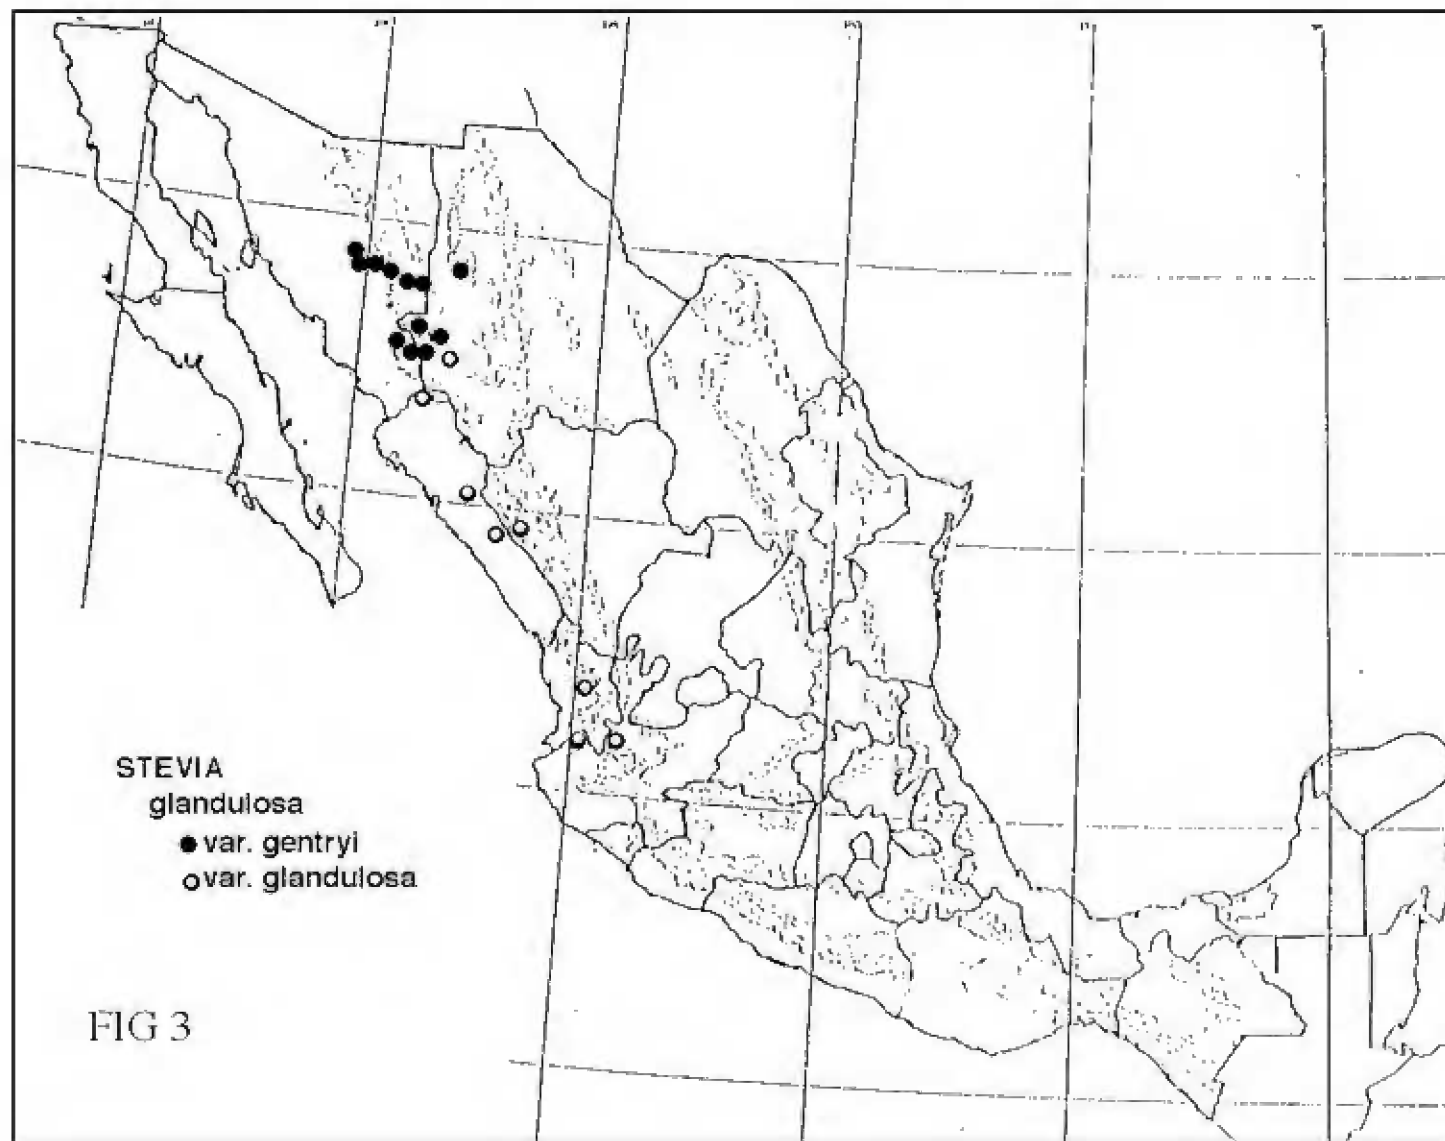 STEVIA
glandulosa
● var. gentryi
○ var. glandulosa
FIG 3